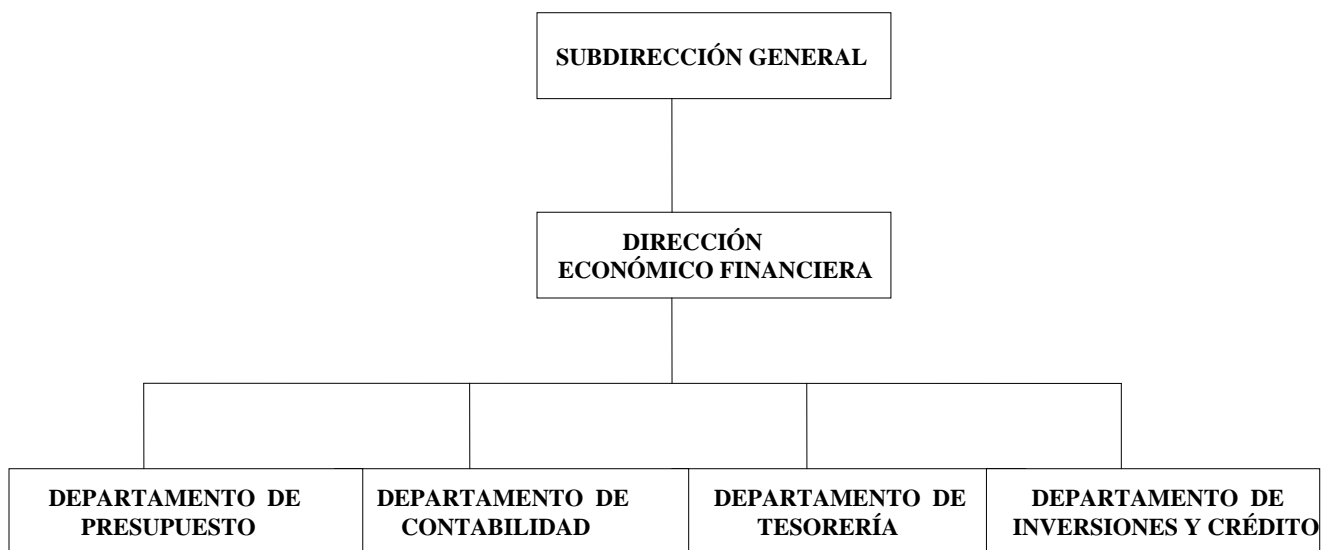 SUBDIRECCIÓN GENERAL
DIRECCIÓN
ECONÓMICO FINANCIERA
DEPARTAMENTO DE
PRESUPUESTO
DEPARTAMENTO DE
CONTABILIDAD
DEPARTAMENTO DE
TESORERÍA
DEPARTAMENTO DE
INVERSIONES Y CRÉDITO